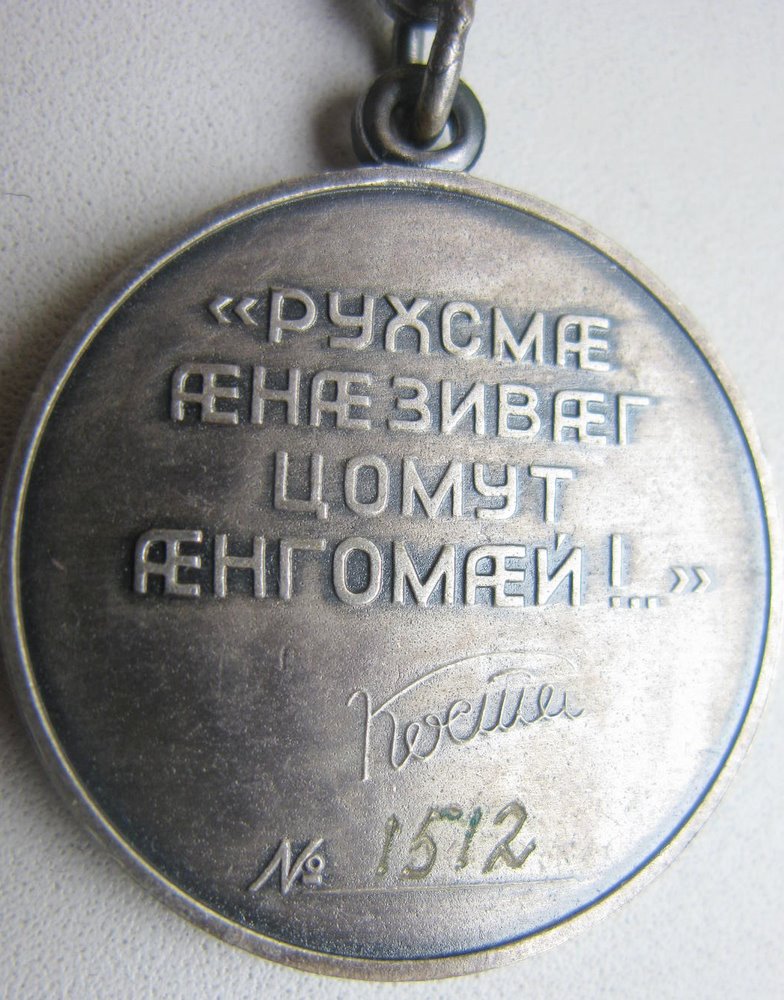 «РУХСМÆ
ÆНÆЗИВÆГ
ЦОМУТ
ÆНГОМÆЙ!...»
Коста
№ 1512